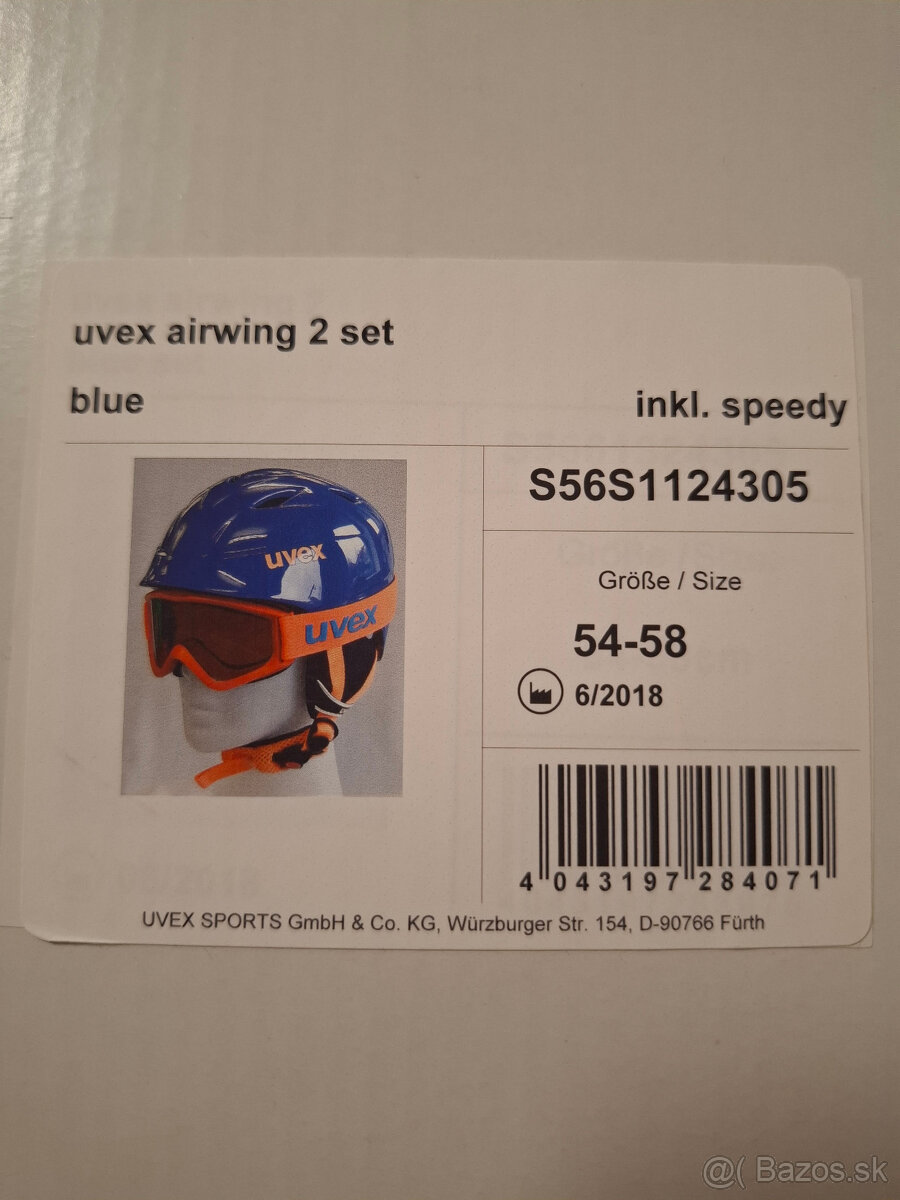 uvex airwing 2 set
blue
inkl. speedy
uvex
uvex
S56S1124305
Größe / Size
54-58
6/2018
4 043197 284071
UVEX SPORTS GmbH & Co. KG, Würzburger Str. 154, D-90766 Fürth
@( Bazos.sk